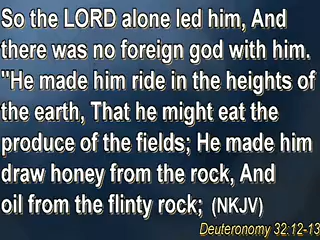 So the LORD alone led him, And
there was no foreign god with him.
"He made him ride in the heights of
the earth, That he might eat the
produce of the fields; He made him
draw honey from the rock, And
oil from the flinty rock; (NKJV)
Deuteronomy 32:12-13